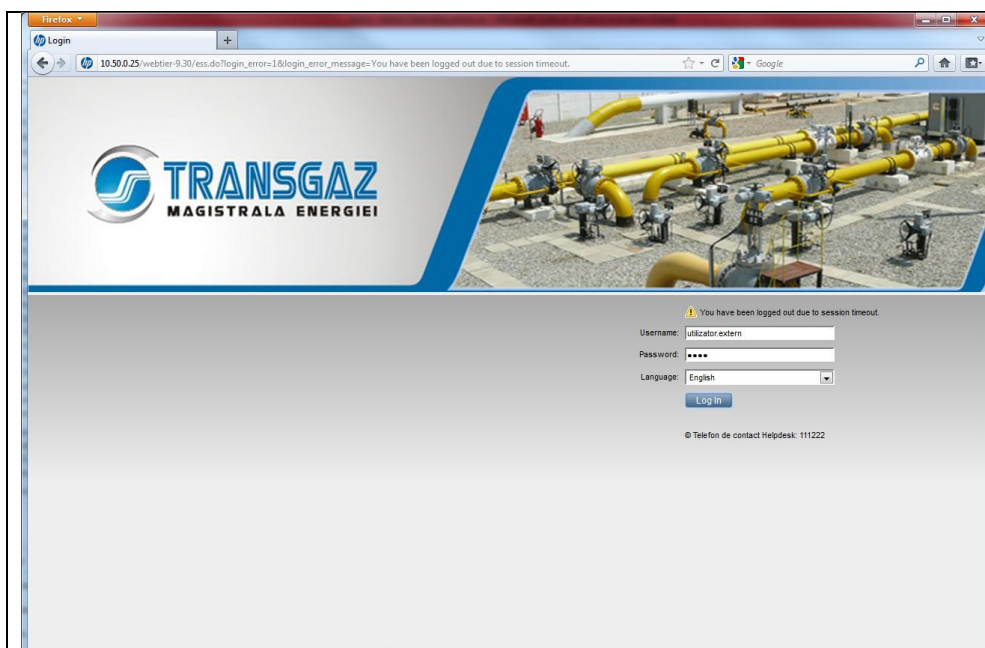 Firefox
Login
10.50.0.25/webtier-9.30/ess.do?login_error=1&login_error_message=You have been logged out due to session timeout.
Google
TRANSGAZ
MAGISTRALA ENERGIEI
You have been logged out due to session timeout.
Username: utilizator.extern
Password: ••••
Language: English
Log In
© Telefon de contact Helpdesk: 111222